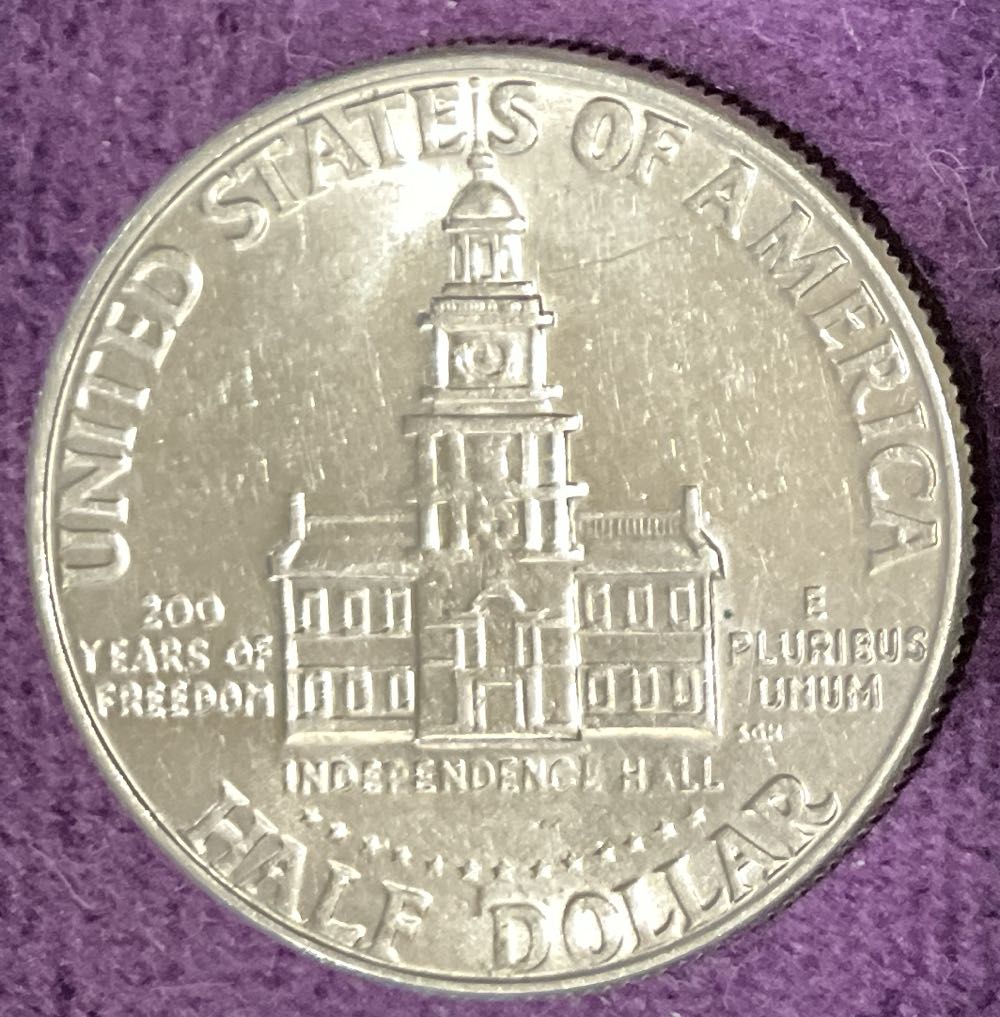 UNITED STATES OF AMERICA
200
YEARS OF
FREEDOM
E
PLURIBUS
UNUM
SGH
INDEPENDENCE HALL
HALF DOLLAR